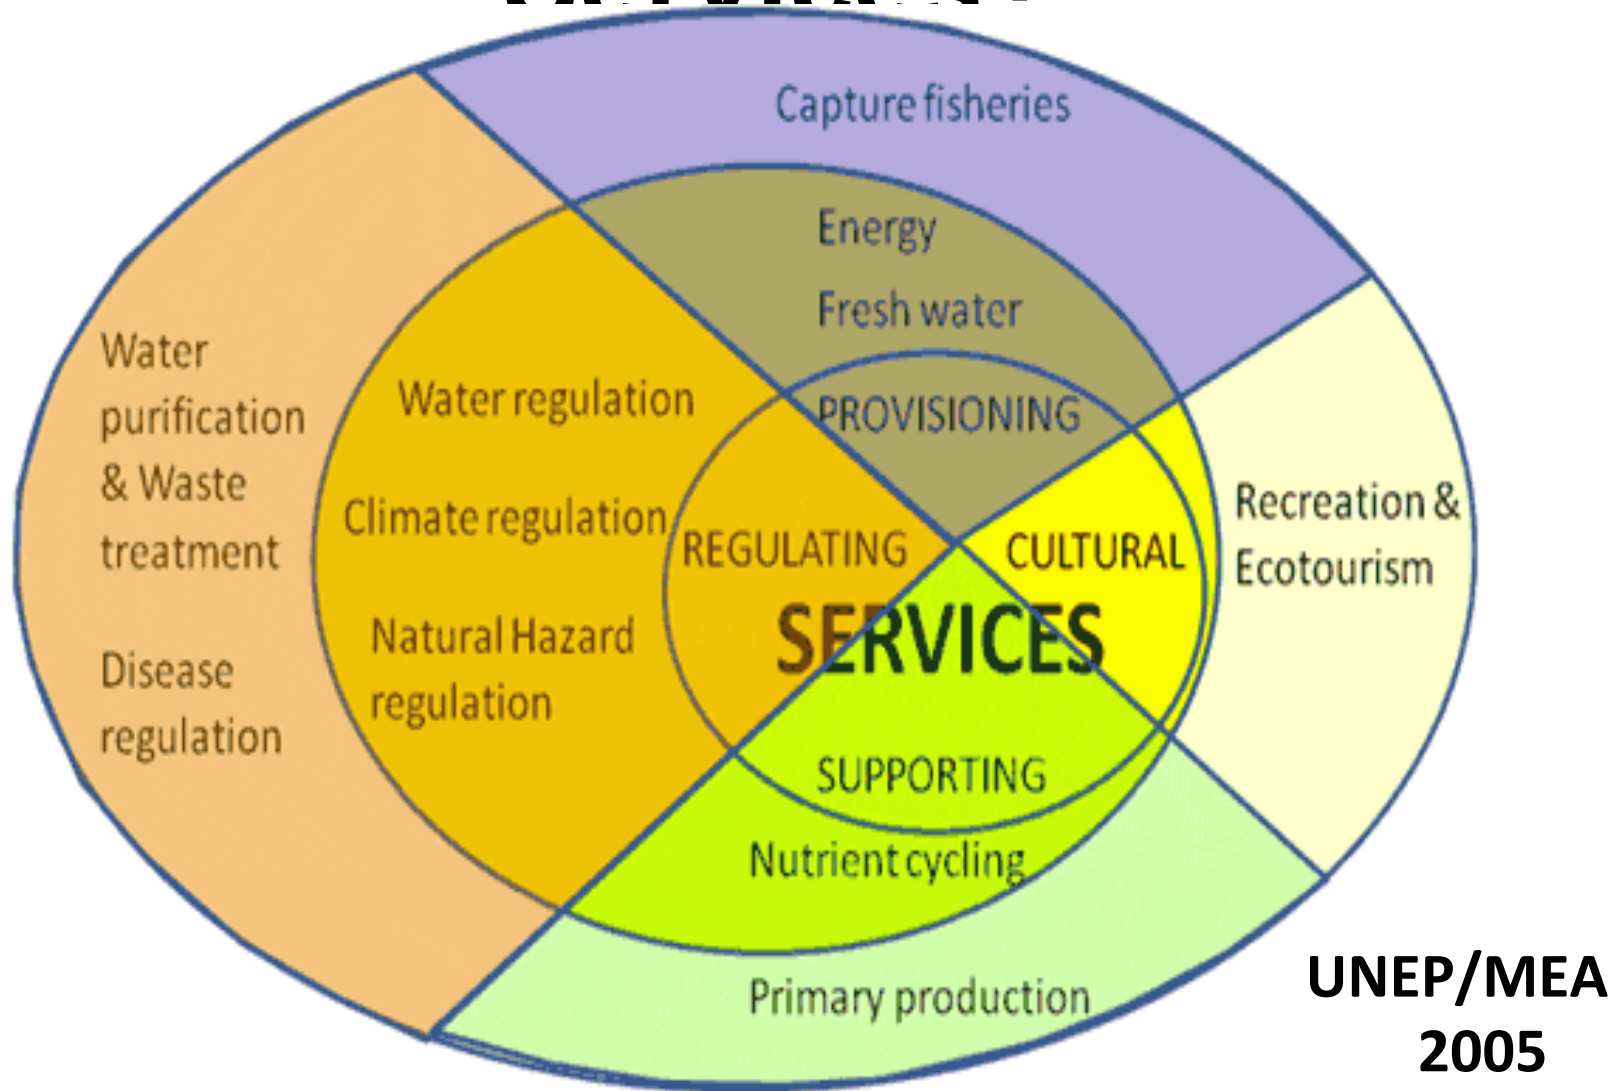 Capture fisheries
Energy
Fresh water
PROVISIONING
Water
purification
& Waste
treatment
Disease
regulation
Water regulation
Climate regulation
Natural Hazard
regulation
REGULATING
CULTURAL
SERVICES
SUPPORTING
Nutrient cycling
Primary production
Recreation &
Ecotourism
UNEP/MEA
2005